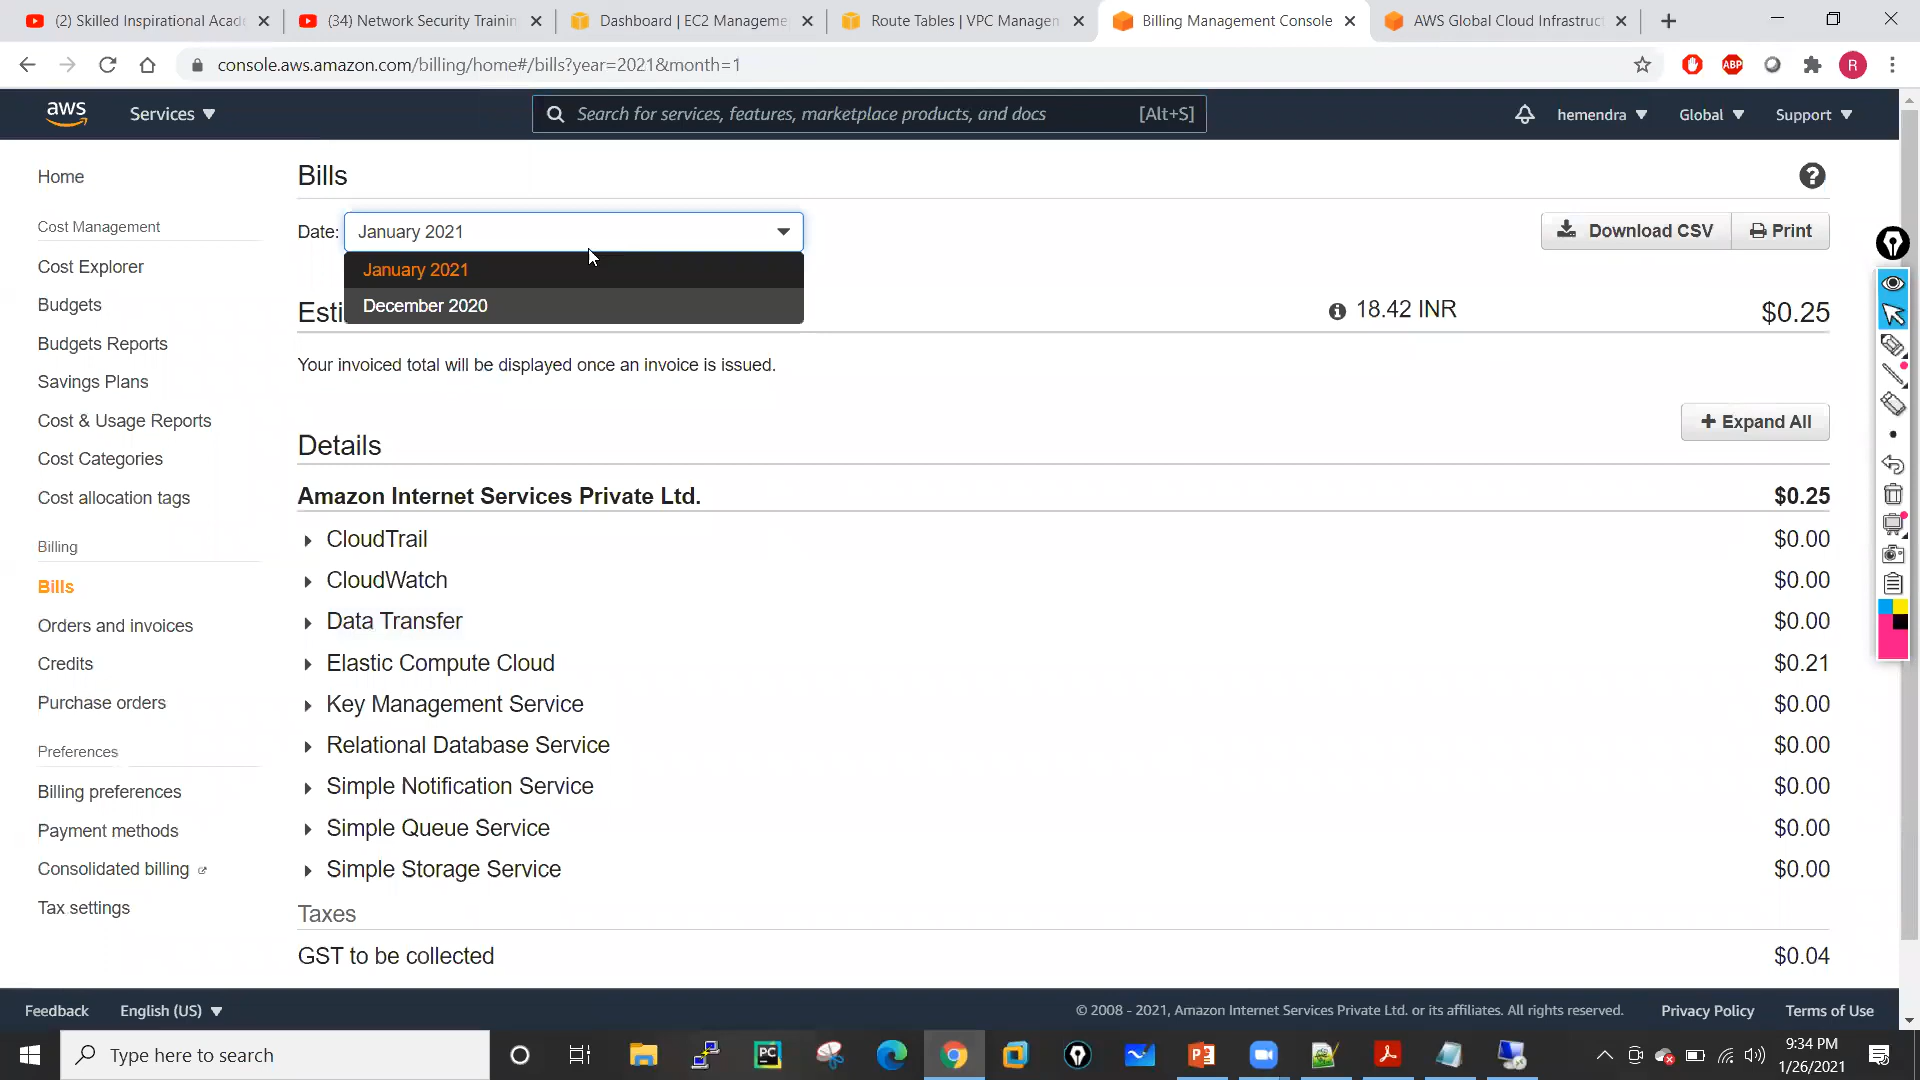 (2) Skilled Inspirational Acad
(34) Network Security Trainin
Dashboard | EC2 Manageme
Route Tables | VPC Managem
Billing Management Console
AWS Global Cloud Infrastruct
console.aws.amazon.com/billing/home#/bills?year=2021&month=1
ABP
R
aws
Services
Search for services, features, marketplace products, and docs
[Alt+S]
hemendra
Global
Support
Home
Cost Management
Cost Explorer
Budgets
Budgets Reports
Savings Plans
Cost & Usage Reports
Cost Categories
Cost allocation tags
Billing
Bills
Orders and invoices
Credits
Purchase orders
Preferences
Billing preferences
Payment methods
Consolidated billing
Tax settings
Bills
?
Date: January 2021
Download CSV
Print
January 2021
December 2020
Esti
18.42 INR
$0.25
Your invoiced total will be displayed once an invoice is issued.
+ Expand All
Details
Amazon Internet Services Private Ltd. $0.25
CloudTrail $0.00
CloudWatch $0.00
Data Transfer $0.00
Elastic Compute Cloud $0.21
Key Management Service $0.00
Relational Database Service $0.00
Simple Notification Service $0.00
Simple Queue Service $0.00
Simple Storage Service $0.00
Taxes
GST to be collected $0.04
Feedback
English (US)
© 2008 - 2021, Amazon Internet Services Private Ltd. or its affiliates. All rights reserved.
Privacy Policy
Terms of Use
Type here to search
PC
9:34 PM
1/26/2021